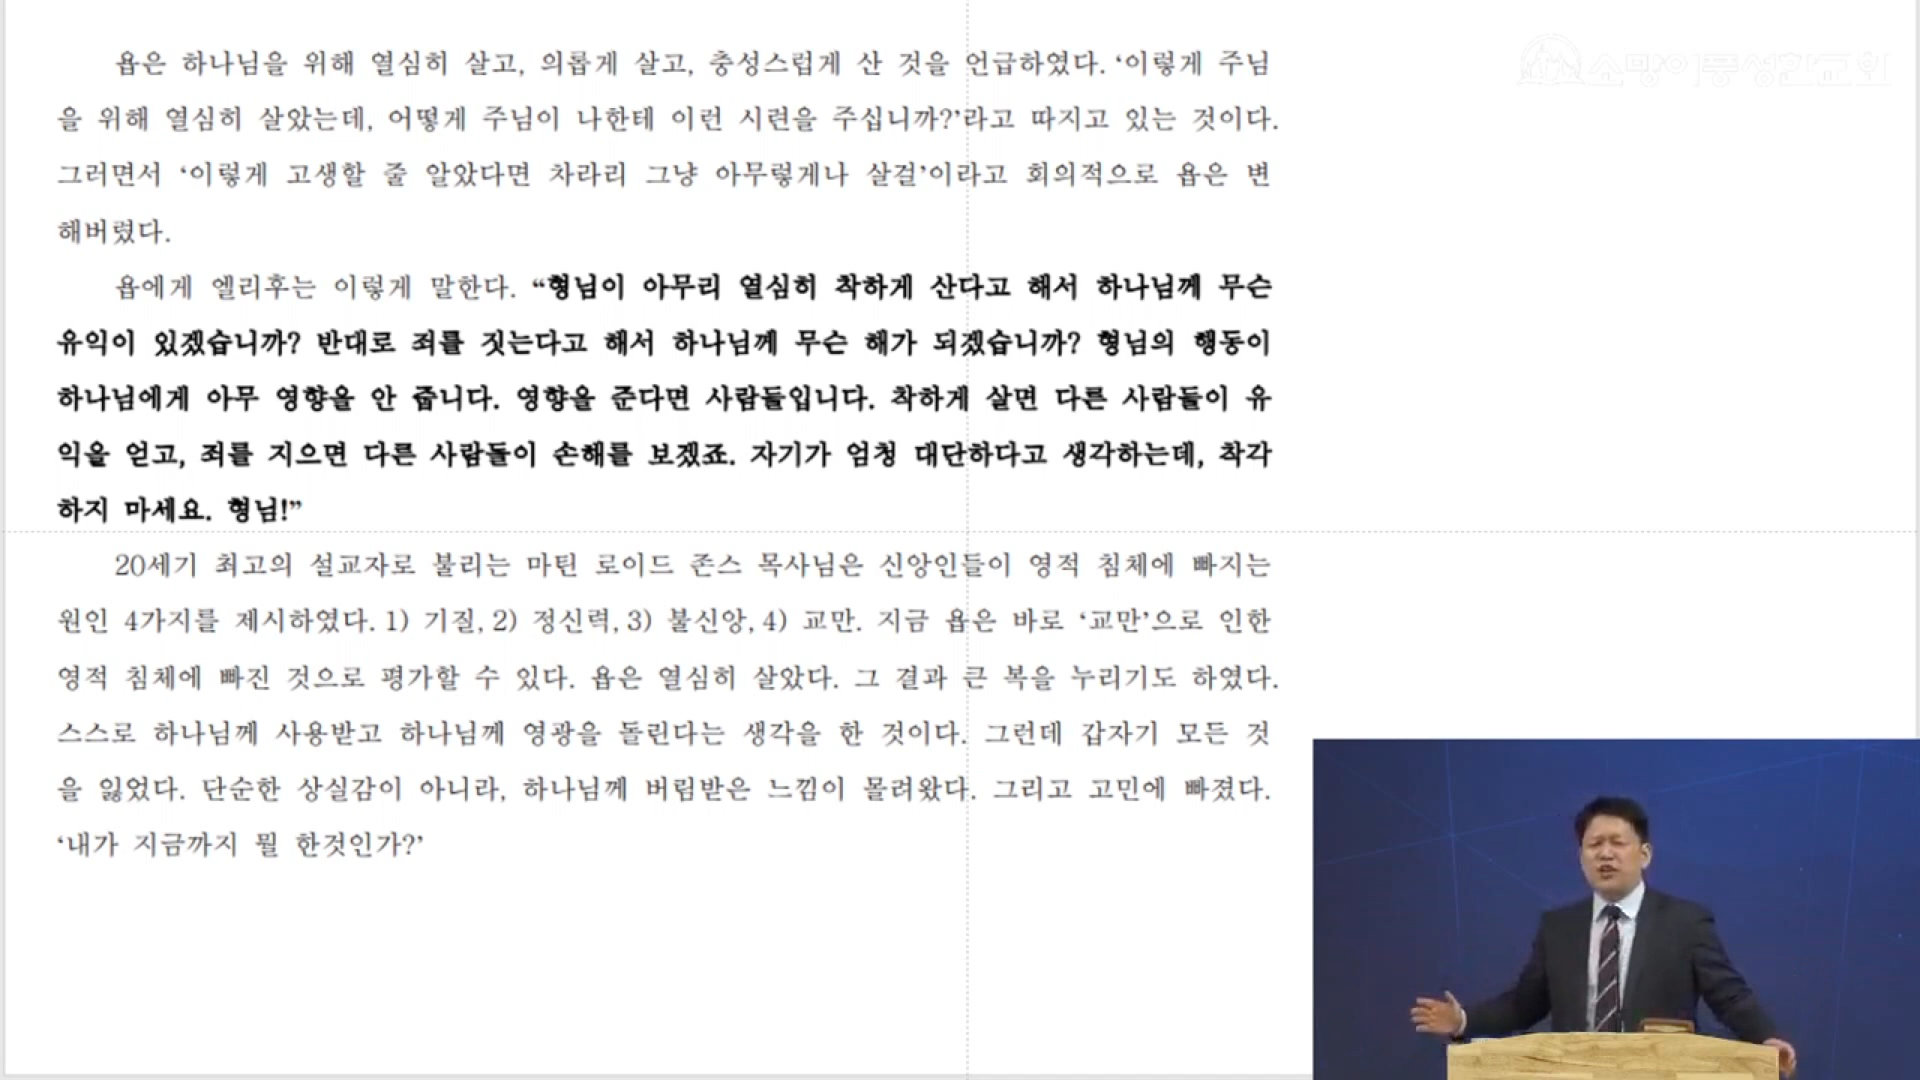 욥은 하나님을 위해 열심히 살고, 의롭게 살고, 충성스럽게 산 것을 언급하였다. ‘이렇게 주님
을 위해 열심히 살았는데, 어떻게 주님이 나한테 이런 시련을 주십니까?’라고 따지고 있는 것이다.
그러면서 ‘이렇게 고생할 줄 알았다면 차라리 그냥 아무렇게나 살걸’이라고 회의적으로 욥은 변
해버렸다.
욥에게 엘리후는 이렇게 말한다. “형님이 아무리 열심히 착하게 산다고 해서 하나님께 무슨
유익이 있겠습니까? 반대로 죄를 짓는다고 해서 하나님께 무슨 해가 되겠습니까? 형님의 행동이
하나님에게 아무 영향을 안 줍니다. 영향을 준다면 사람들입니다. 착하게 살면 다른 사람들이 유
익을 얻고, 죄를 지으면 다른 사람들이 손해를 보겠죠. 자기가 엄청 대단하다고 생각하는데, 착각
하지 마세요. 형님!”
20세기 최고의 설교자로 불리는 마틴 로이드 존스 목사님은 신앙인들이 영적 침체에 빠지는
원인 4가지를 제시하였다. 1) 기질, 2) 정신력, 3) 불신앙, 4) 교만. 지금 욥은 바로 ‘교만’으로 인한
영적 침체에 빠진 것으로 평가할 수 있다. 욥은 열심히 살았다. 그 결과 큰 복을 누리기도 하였다.
스스로 하나님께 사용받고 하나님께 영광을 돌린다는 생각을 한 것이다. 그런데 갑자기 모든 것
을 잃었다. 단순한 상실감이 아니라, 하나님께 버림받은 느낌이 몰려왔다. 그리고 고민에 빠졌다.
‘내가 지금까지 뭘 한것인가?’
소망이풍성한교회